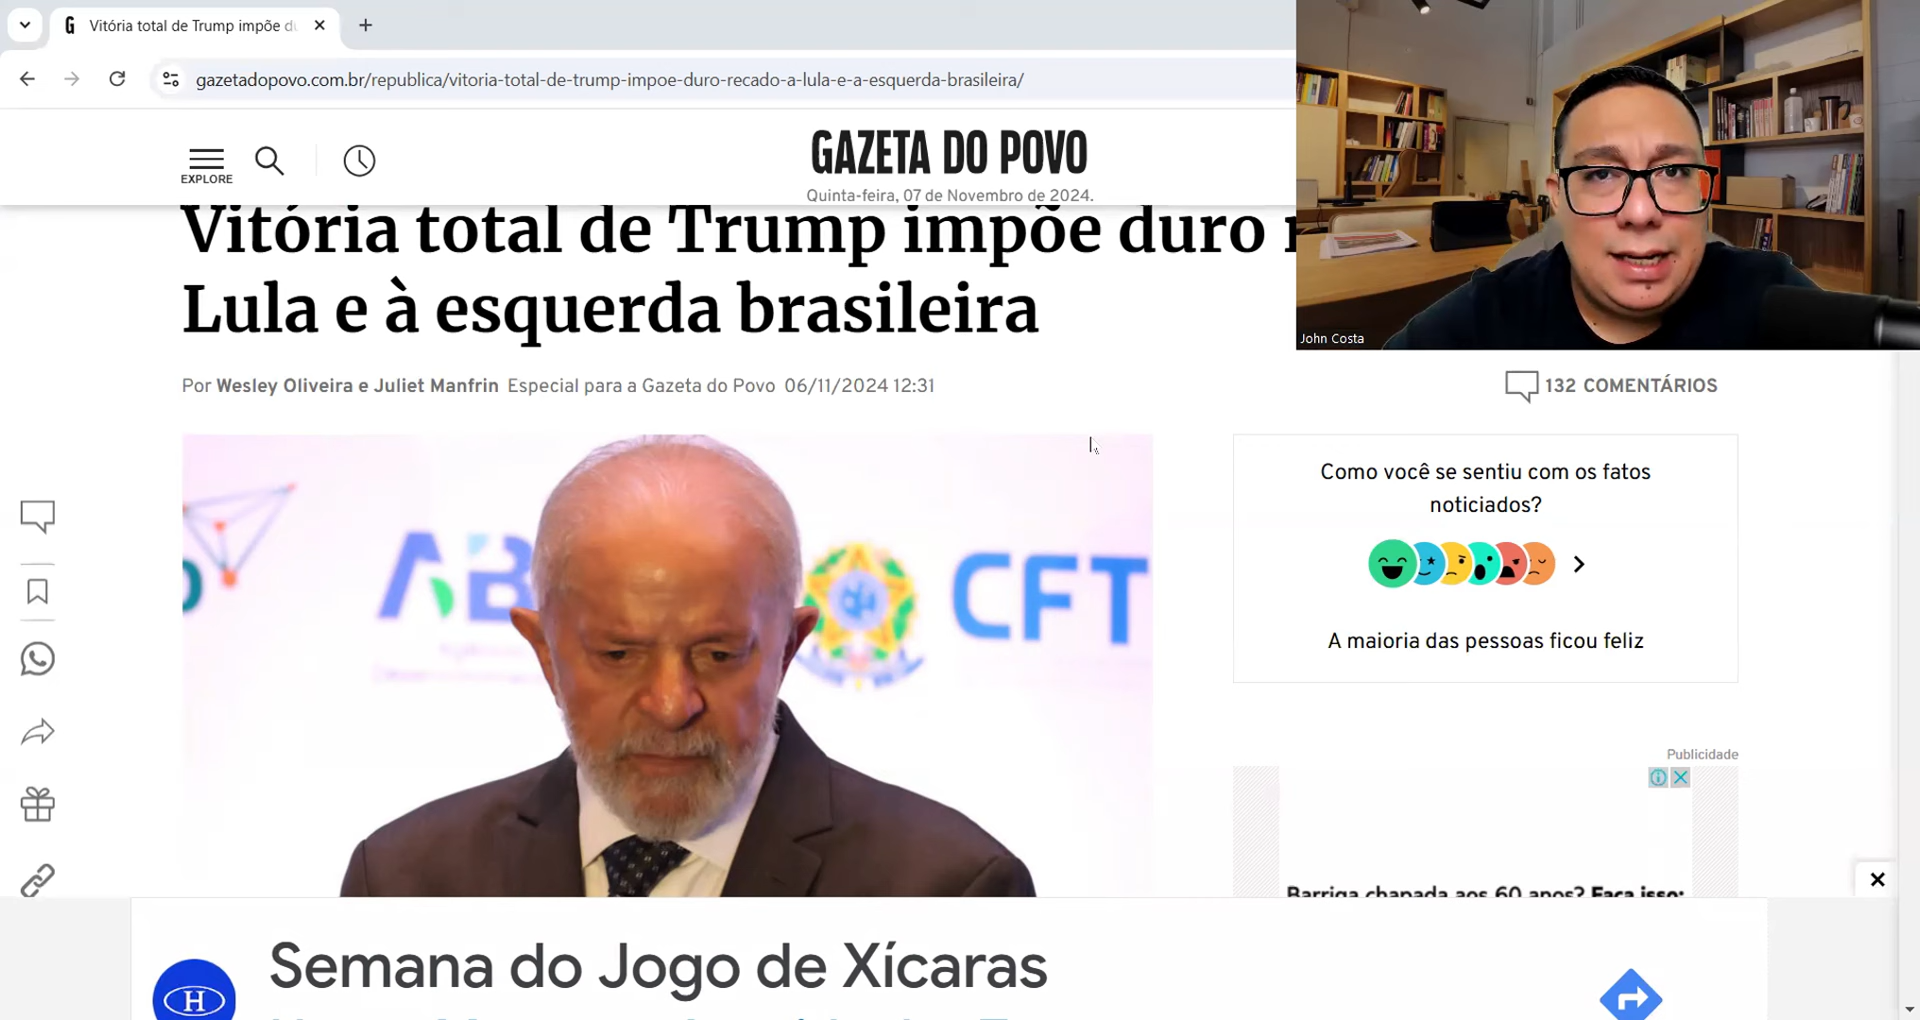 Vitória total de Trump impõe d
gazetadopovo.com.br/republica/vitoria-total-de-trump-impoe-duro-recado-a-lula-e-a-esquerda-brasileira/
EXPLORE
GAZETA DO POVO
Quinta-feira, 07 de Novembro de 2024.
John Costa
Vitória total de Trump impõe duro
Lula e à esquerda brasileira
Por Wesley Oliveira e Juliet Manfrin Especial para a Gazeta do Povo 06/11/2024 12:31
132 COMENTÁRIOS
AB
CFT
Como você se sentiu com os fatos
noticiados?
A maioria das pessoas ficou feliz
Publicidade
Barriga chapada aos 60 anos? Faça isso:
Semana do Jogo de Xícaras
H